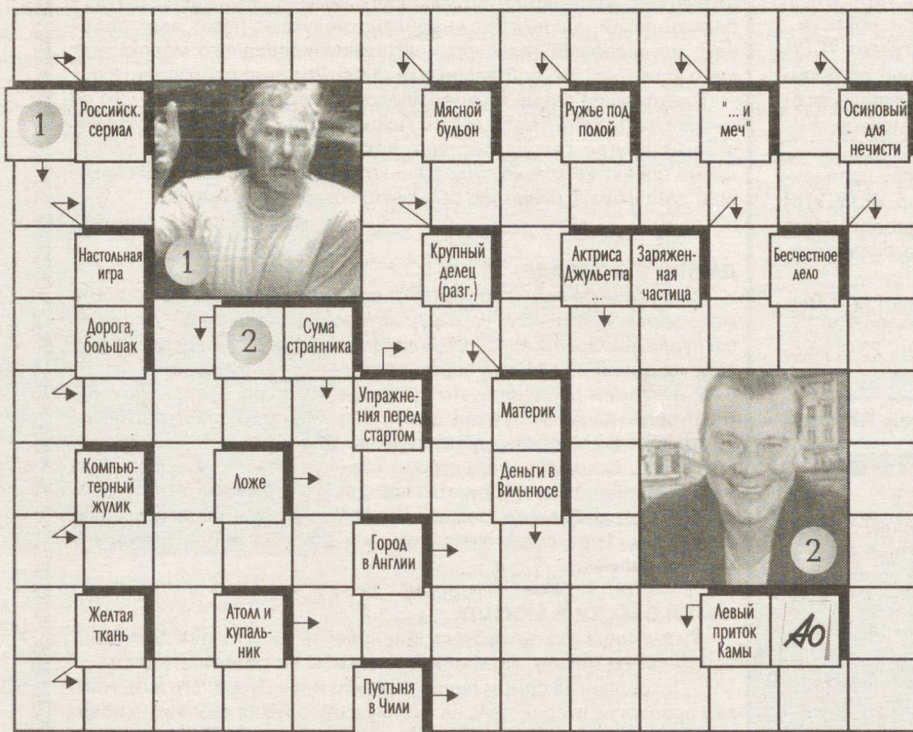 1
Российск.
сериал
Мясной
бульон
Ружье под
полой
"... и
меч"
Осиновый
для
нечисти
1
Настольная
игра
Крупный
делец
(разг.)
Актриса
Джульетта
...
Заряжен-
ная
частица
Бесчестное
дело
Дорога,
большак
2
Сума
странника
Упражне-
ния перед
стартом
Материк
Компью-
терный
жулик
Ложе
Деньги в
Вильнюсе
Город
в Англии
2
Желтая
ткань
Атолл и
купаль-
ник
Левый
приток
Камы
АО
Пустыня
в Чили